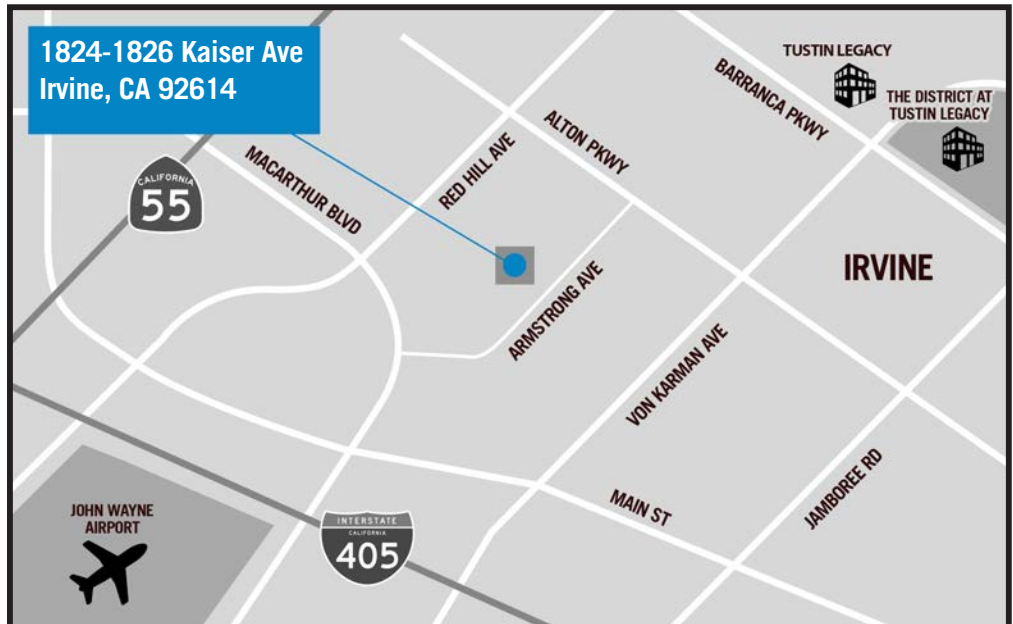 1824-1826 Kaiser Ave
Irvine, CA 92614
TUSTIN LEGACY
THE DISTRICT AT
TUSTIN LEGACY
BARRANCA PKWY
ALTON PKWY
RED HILL AVE
MACARTHUR BLVD
CALIFORNIA
55
IRVINE
ARMSTRONG AVE
VON KARMAN AVE
JAMBOREE RD
MAIN ST
JOHN WAYNE
AIRPORT
INTERSTATE
CALIFORNIA
405